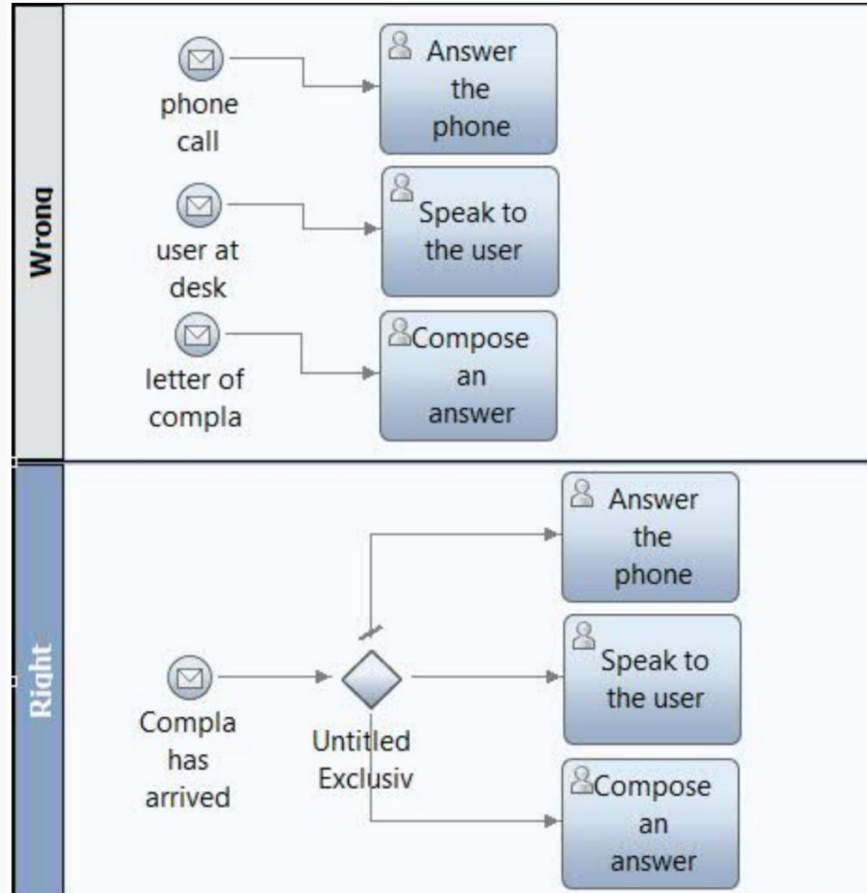 Wrong
phone
call
Answer
the
phone
user at
desk
Speak to
the user
letter of
compla
Compose
an
answer
Right
Compla
has
arrived
Untitled
Exclusiv
Answer
the
phone
Speak to
the user
Compose
an
answer